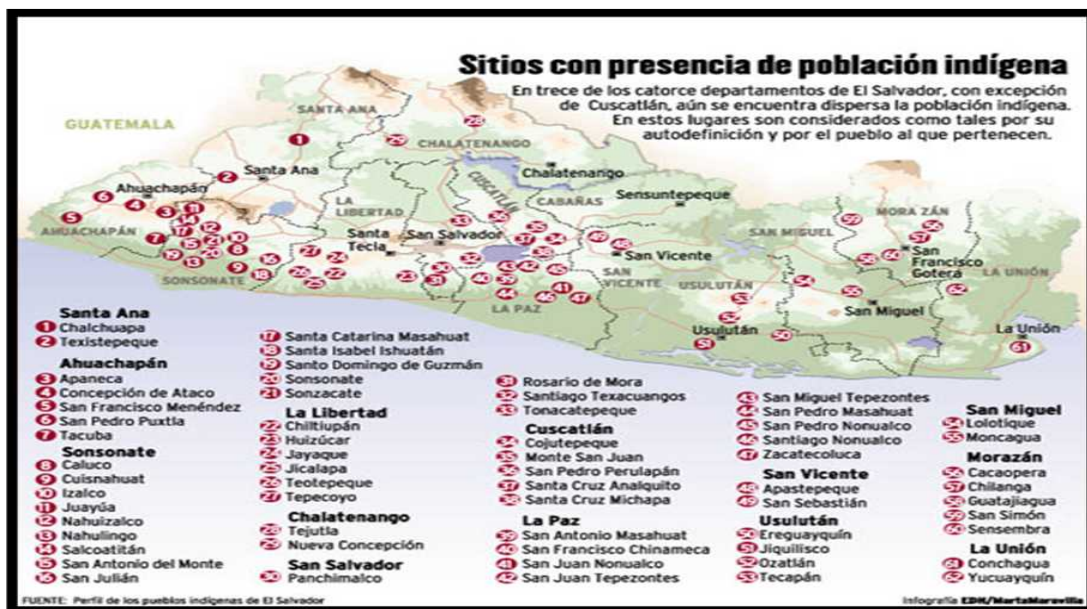 Sitios con presencia de población indígena
En trece de los catorce departamentos de El Salvador, con excepción
de Cuscatlán, aún se encuentra dispersa la población indígena.
En estos lugares son considerados como tales por su
autodefinición y por el pueblo al que pertenecen.
GUATEMALA
SANTA ANA
CHALATENANGO
Santa Ana
Chalatenango
Ahuachapán
AHUACHAPÁN
LA
LIBERTAD
CUSCATLÁN
CABAÑAS
Sensuntepeque
Santa
Tecla
San Salvador
San Vicente
SAN
VICENTE
SONSONATE
LA PAZ
SAN MIGUEL
MORA ZÁN
San
Francisco
Gotera
LA UNIÓN
USULUTÁN
Usulután
San Miguel
La Unión
Santa Ana
1 Chalchuapa
2 Texistepeque
Ahuachapán
3 Apaneca
4 Concepción de Ataco
5 San Francisco Menéndez
6 San Pedro Puxtla
7 Tacuba
Sonsonate
8 Caluco
9 Cuisnahuat
10 Izalco
11 Juayúa
12 Nahuizalco
13 Nahulingo
14 Salcoatitán
15 San Antonio del Monte
16 San Julián
17 Santa Catarina Masahuat
18 Santa Isabel Ishuatán
19 Santo Domingo de Guzmán
20 Sonsonate
21 Sonzacate
La Libertad
22 Chiltiupán
23 Huizúcar
24 Jayaque
25 Jicalapa
26 Teotepeque
27 Tepecoyo
Chalatenango
28 Tejutla
29 Nueva Concepción
San Salvador
30 Panchimalco
31 Rosario de Mora
32 Santiago Texacuangos
33 Tonacatepeque
Cuscatlán
34 Cojutepeque
35 Monte San Juan
36 San Pedro Perulapán
37 Santa Cruz Analquito
38 Santa Cruz Michapa
La Paz
39 San Antonio Masahuat
40 San Francisco Chinameca
41 San Juan Nonualco
42 San Juan Tepezontes
43 San Miguel Tepezontes
44 San Pedro Masahuat
45 San Pedro Nonualco
46 Santiago Nonualco
47 Zacatecoluca
San Vicente
48 Apastepeque
49 San Sebastián
Usulután
50 Ereguayquín
51 Jiquilisco
52 Ozatlán
53 Tecapán
San Miguel
54 Lolotique
55 Moncagua
Morazán
56 Cacaopera
57 Chilanga
58 Guatajiagua
59 San Simón
60 Sensembra
La Unión
61 Conchagua
62 Yucuayquín
FUENTE: Perfil de los pueblos indígenas de El Salvador
Infografía EDH/MartaMaravilla